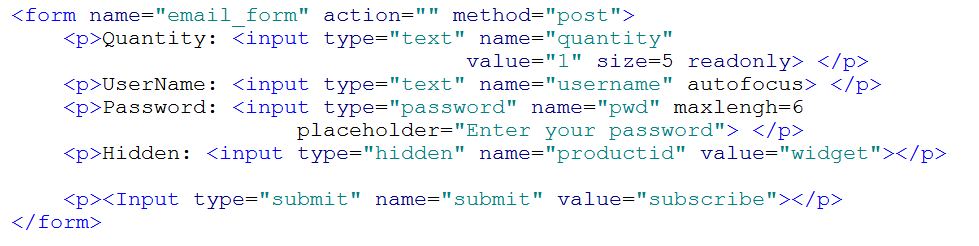 <form name="email_form" action="" method="post">
<p>Quantity: <input type="text" name="quantity"
value="1" size=5 readonly> </p>
<p>UserName: <input type="text" name="username" autofocus> </p>
<p>Password: <input type="password" name="pwd" maxlengh=6
placeholder="Enter your password"> </p>
<p>Hidden: <input type="hidden" name="productid" value="widget"></p>
<p><Input type="submit" name="submit" value="subscribe"></p>
</form>